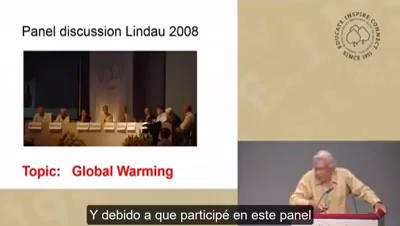 Panel discussion Lindau 2008
EDUCATE. INSPIRE. CONNECT.
SINCE 1951
Topic: Global Warming
Y debido a que participé en este panel